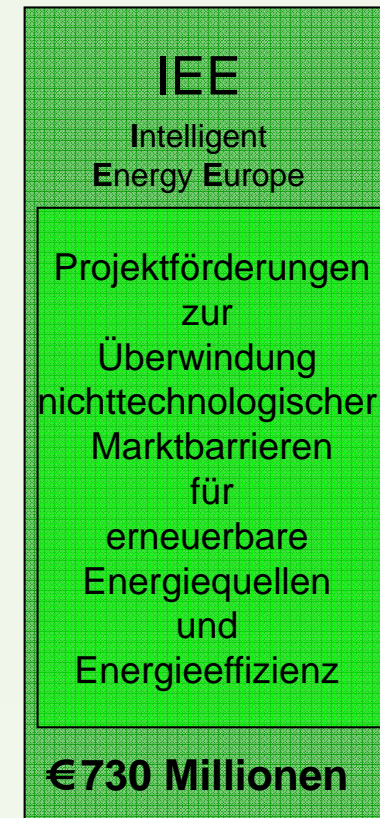 IEE
Intelligent
Energy Europe
Projektförderungen
zur
Überwindung
nichttechnologischer
Marktbarrieren
für
erneuerbare
Energiequellen
und
Energieeffizienz
€730 Millionen